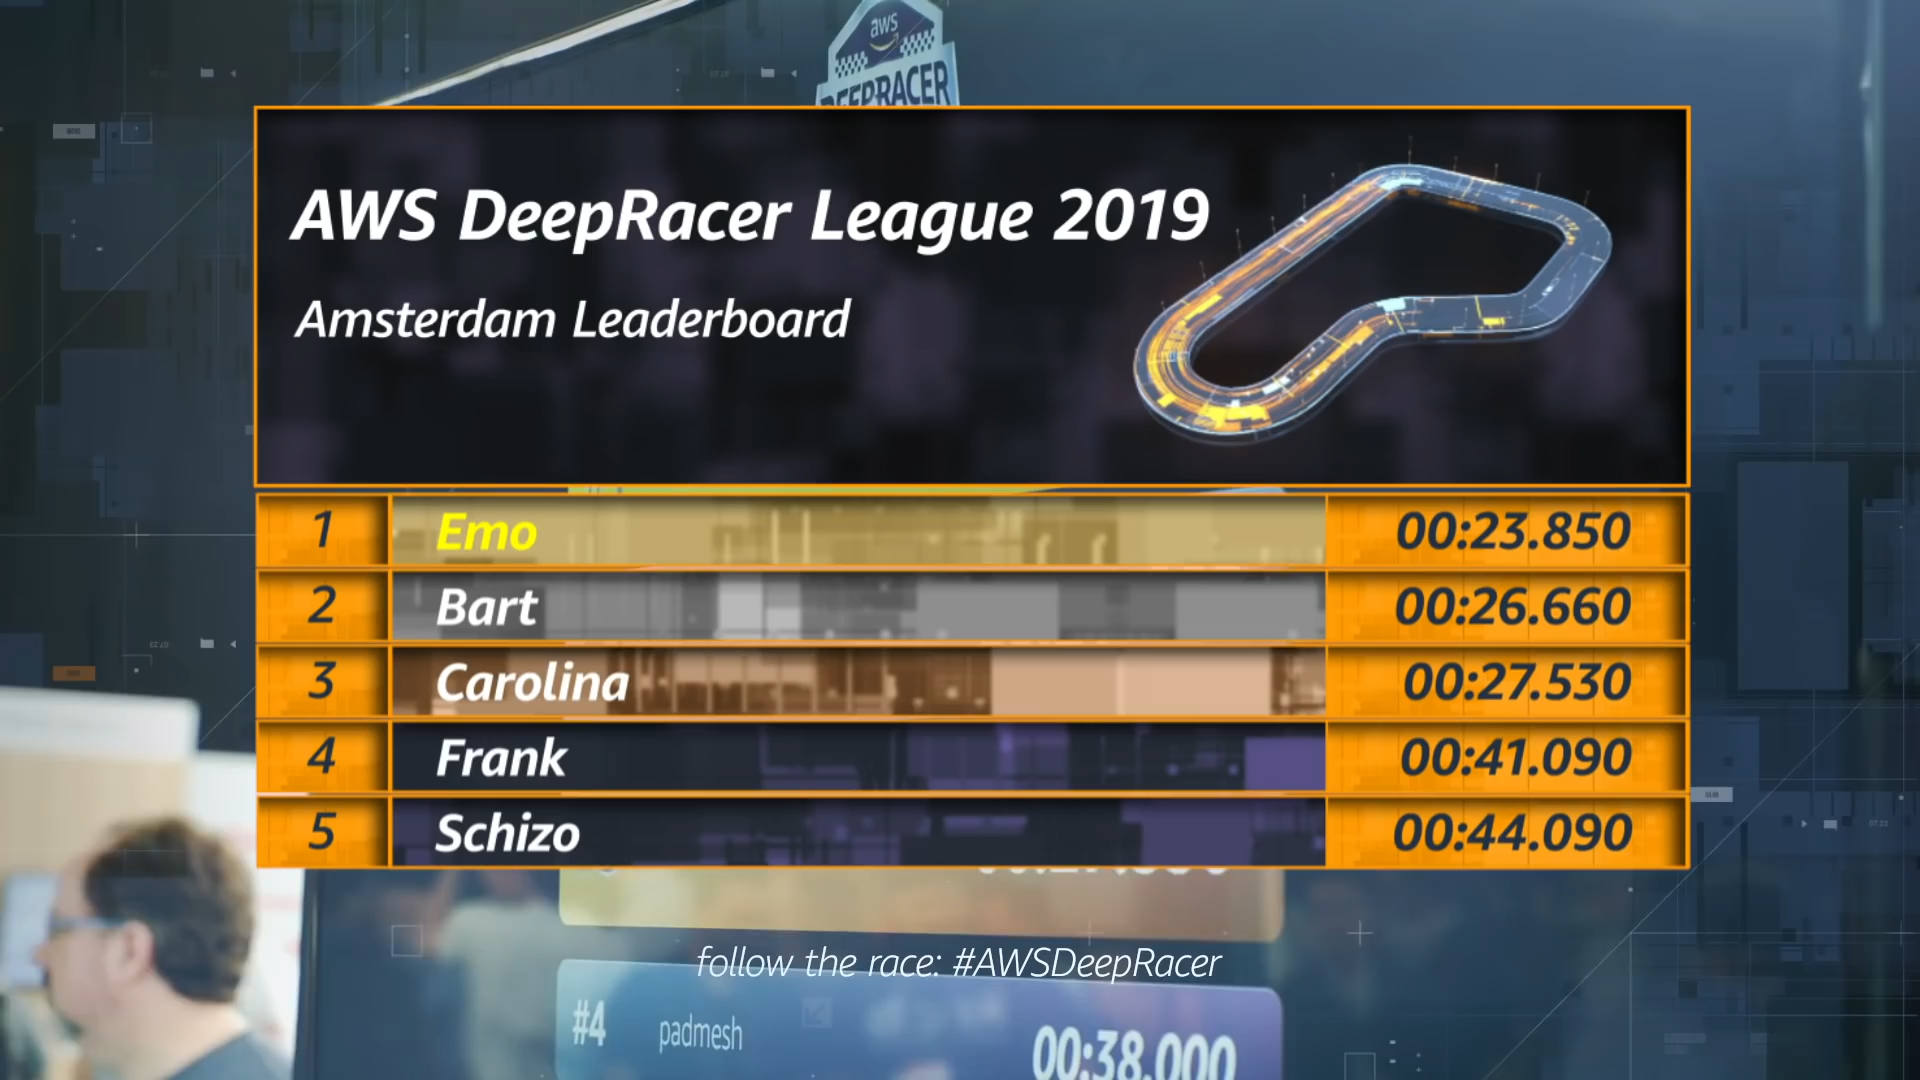 aws
DEEPRACER
AWS DeepRacer League 2019
Amsterdam Leaderboard
1 Emo 00:23.850
2 Bart 00:26.660
3 Carolina 00:27.530
4 Frank 00:41.090
5 Schizo 00:44.090
follow the race: #AWSDeepRacer
#4 padmesh 00:38.000